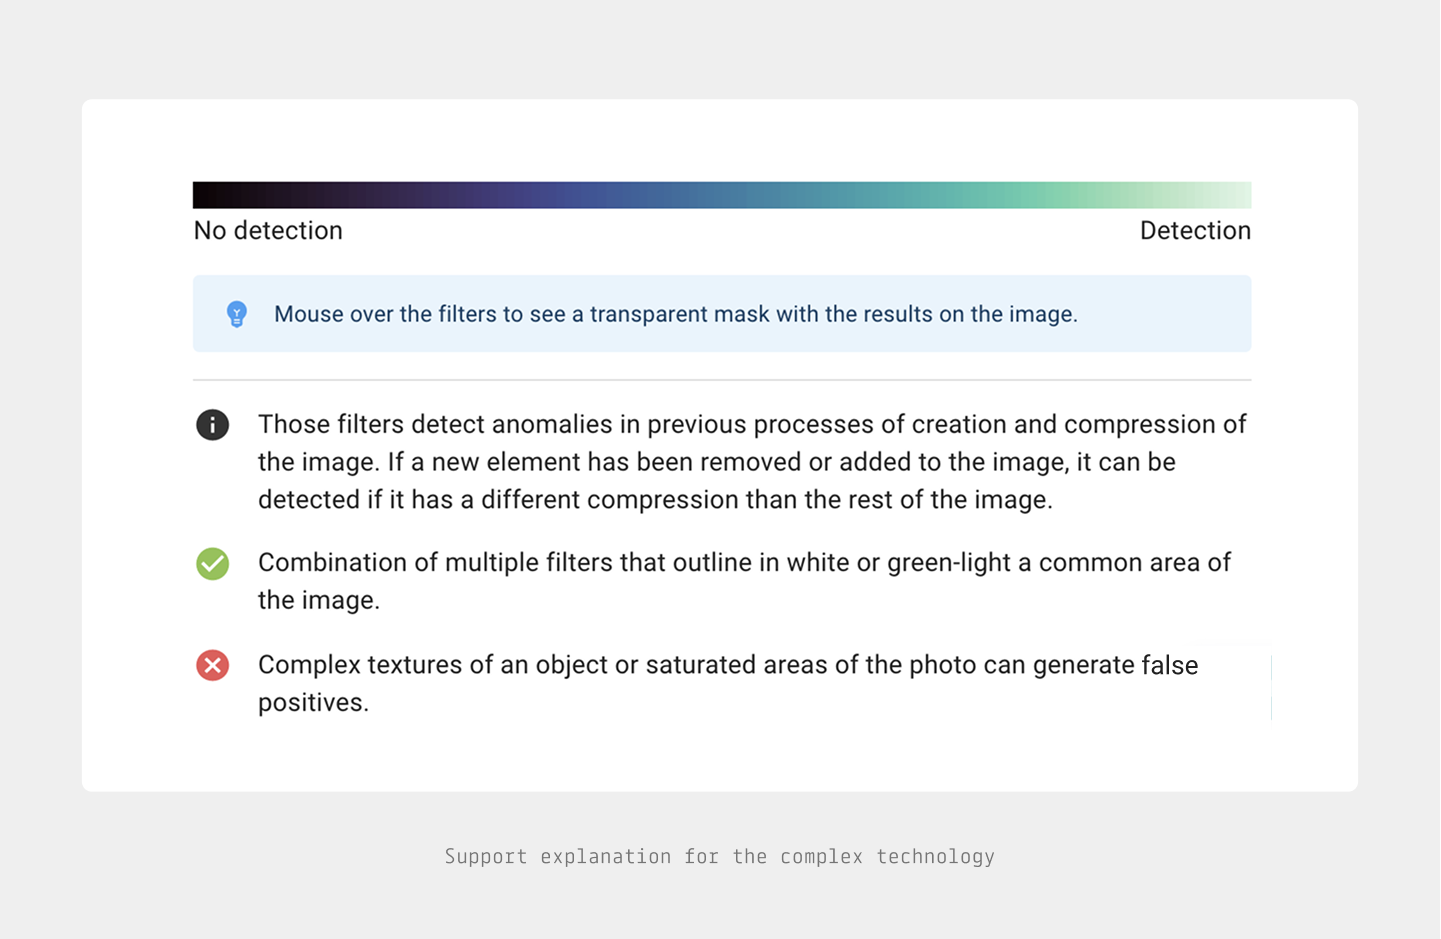 No detection
Detection
Mouse over the filters to see a transparent mask with the results on the image.
Those filters detect anomalies in previous processes of creation and compression of
the image. If a new element has been removed or added to the image, it can be
detected if it has a different compression than the rest of the image.
Combination of multiple filters that outline in white or green-light a common area of
the image.
Complex textures of an object or saturated areas of the photo can generate false
positives.
Support explanation for the complex technology